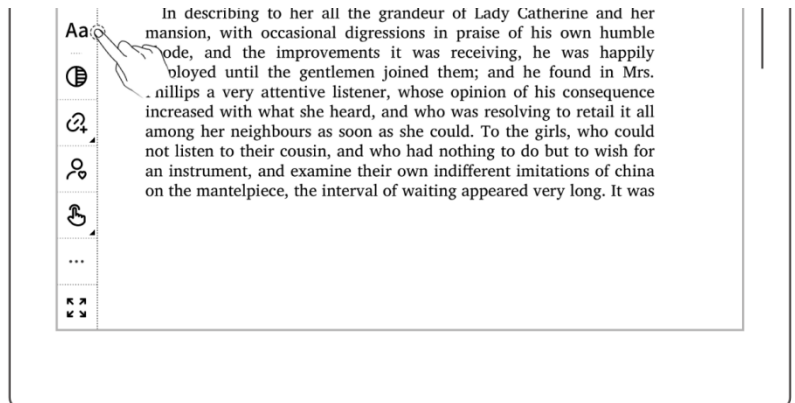 In describing to her all the grandeur of Lady Catherine and her
Aa mansion, with occasional digressions in praise of his own humble
and the improvements it was receiving, he was happily
until the gentlemen joined them; and he found in Mrs.
a very attentive listener, whose opinion of his consequence
increased with what she heard, and who was resolving to retail it all
among her neighbours as soon as she could. To the girls, who could
not listen to their cousin, and who had nothing to do but to wish for
an instrument, and examine their own indifferent imitations of china
on the mantelpiece, the interval of waiting appeared very long. It was